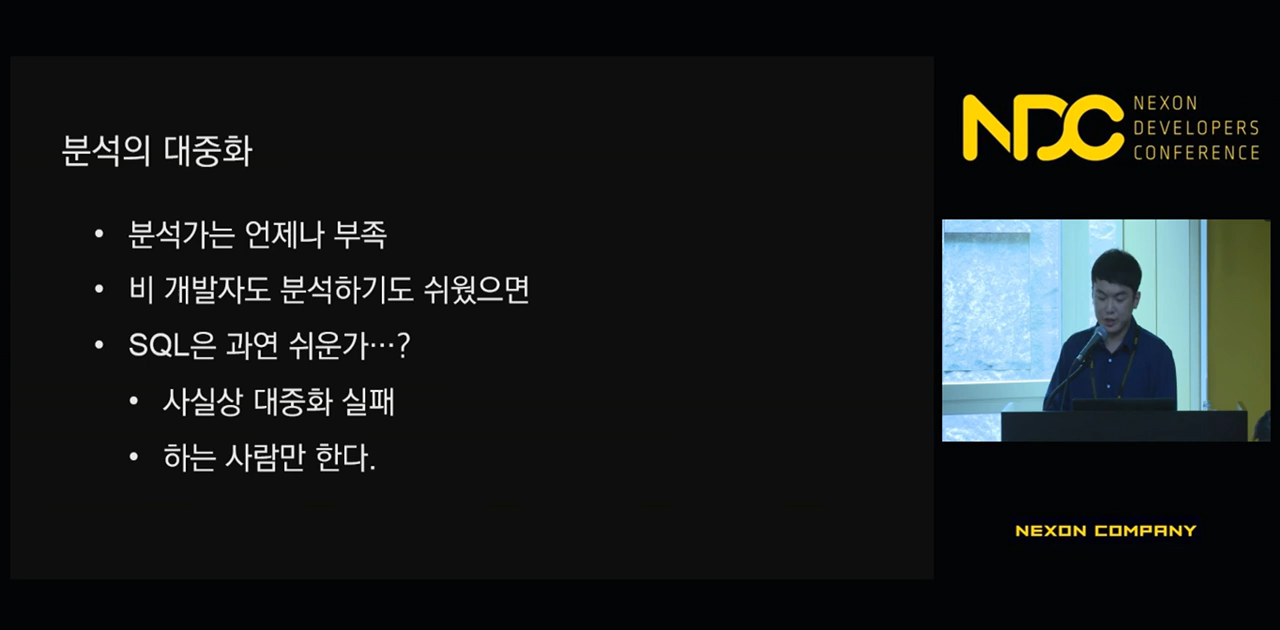 분석의 대중화
• 분석가는 언제나 부족
• 비 개발자도 분석하기도 쉬웠으면
• SQL은 과연 쉬운가…?
• 사실상 대중화 실패
• 하는 사람만 한다.
NDC
NEXON
DEVELOPERS
CONFERENCE
NEXON COMPANY